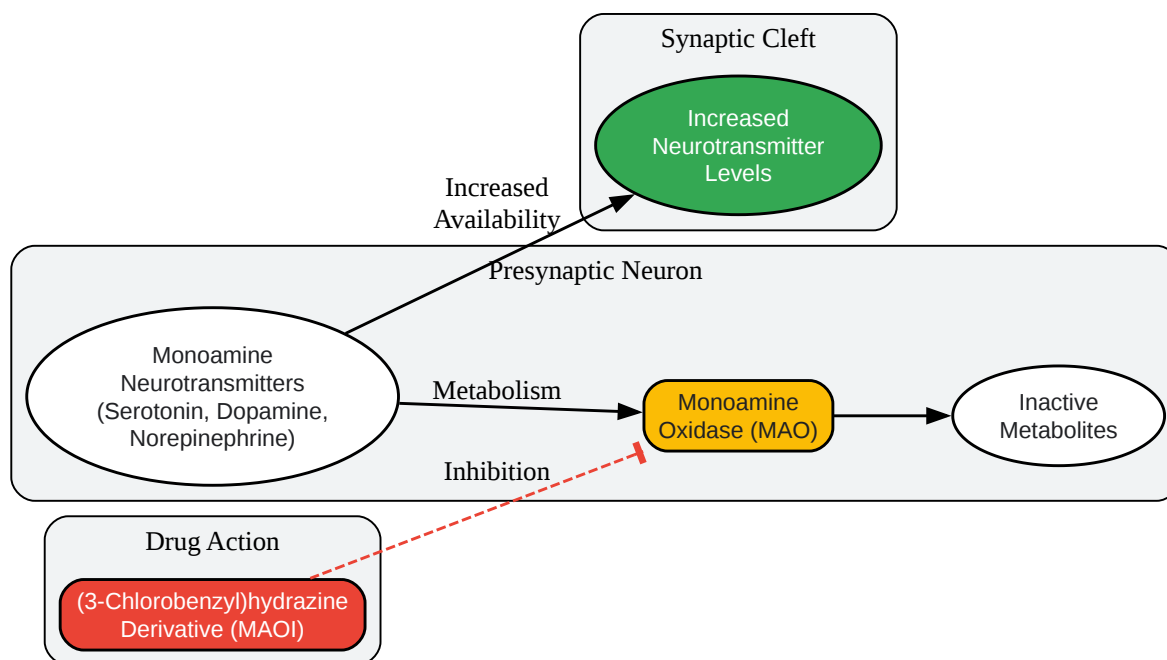 Synaptic Cleft
Increased
Neurotransmitter
Levels
Increased
Availability
Presynaptic Neuron
Monoamine
Neurotransmitters
(Serotonin, Dopamine,
Norepinephrine)
Metabolism
Monoamine
Oxidase (MAO)
Inactive
Metabolites
Inhibition
Drug Action
(3-Chlorobenzyl)hydrazine
Derivative (MAOI)